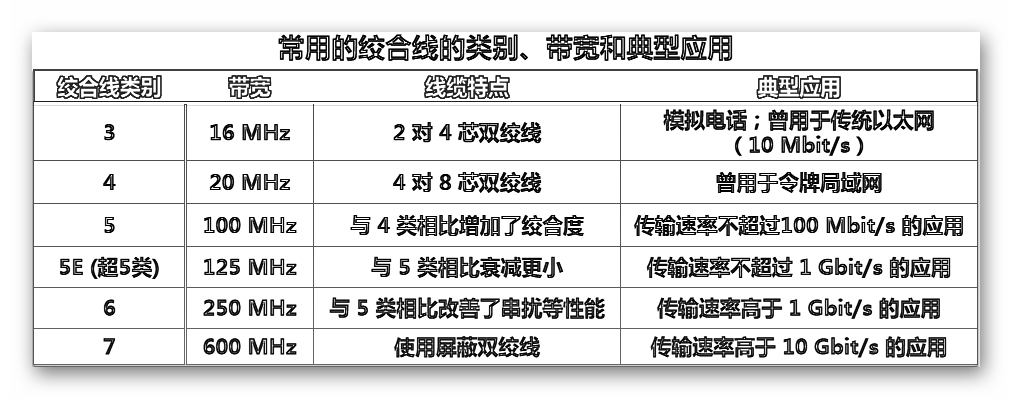 常用的绞合线的类别、带宽和典型应用
绞合线类别 带宽 线缆特点 典型应用
3 16 MHz 2 对 4 芯双绞线 模拟电话；曾用于传统以太网
（10 Mbit/s）
4 20 MHz 4 对 8 芯双绞线 曾用于令牌局域网
5 100 MHz 与 4 类相比增加了绞合度 传输速率不超过100 Mbit/s 的应用
5E (超5类) 125 MHz 与 5 类相比衰减更小 传输速率不超过 1 Gbit/s 的应用
6 250 MHz 与 5 类相比改善了串扰等性能 传输速率高于 1 Gbit/s 的应用
7 600 MHz 使用屏蔽双绞线 传输速率高于 10 Gbit/s 的应用